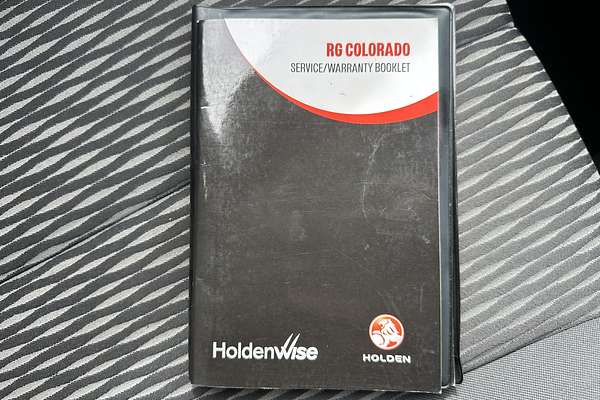 RG COLORADO
SERVICE/WARRANTY BOOKLET
HoldenWise
HOLDEN